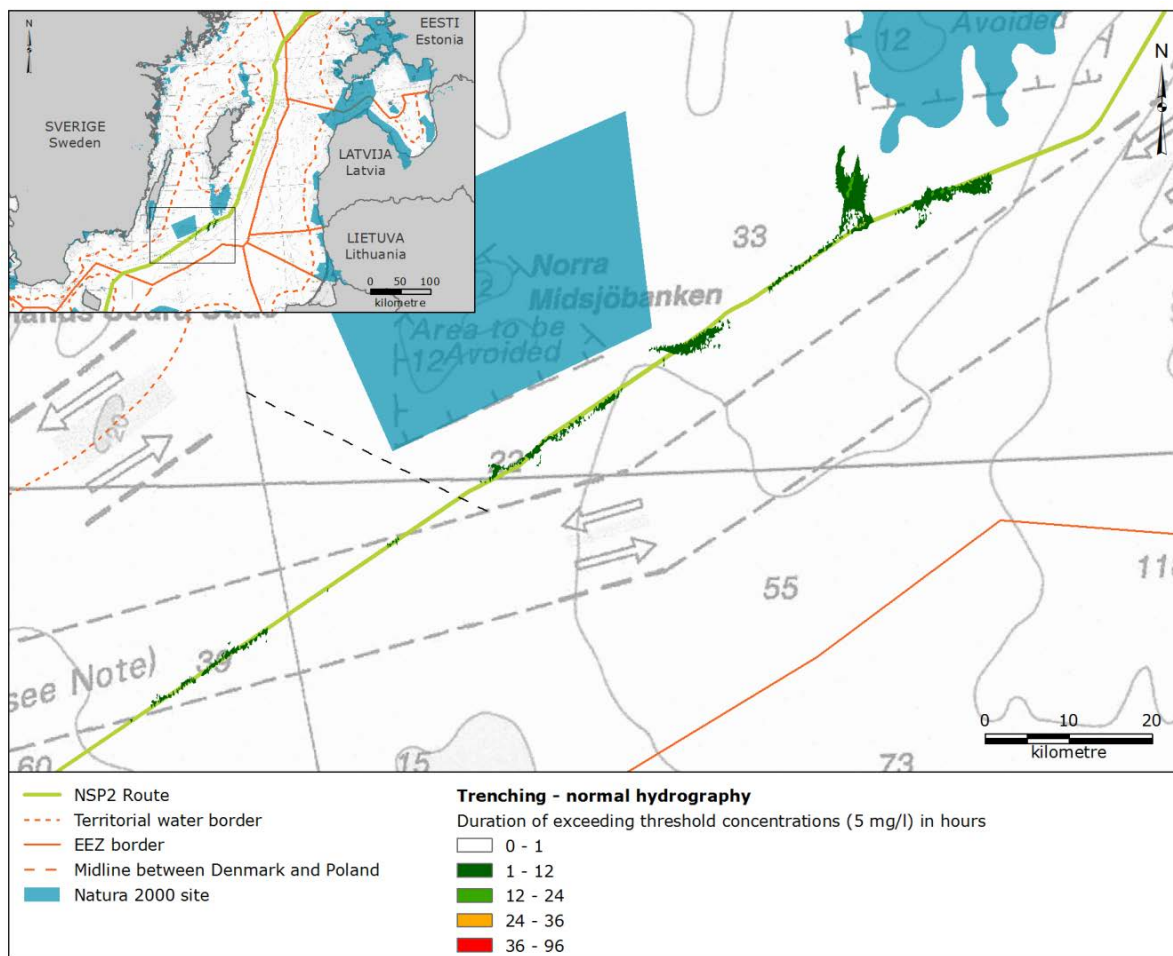 N
EESTI
Estonia
SVERIGE
Sweden
LATVIJA
Latvia
LIETUVA
Lithuania
0 50 100
kilometre
12
Avoided
N
33
Norra
Midsjöbanken
2
Area to be
12 Avoided
22
20
55
11
see Note)
39
60
15
73
0 10 20
kilometre
NSP2 Route
Territorial water border
EEZ border
Midline between Denmark and Poland
Natura 2000 site
Trenching - normal hydrography
Duration of exceeding threshold concentrations (5 mg/l) in hours
0 - 1
1 - 12
12 - 24
24 - 36
36 - 96